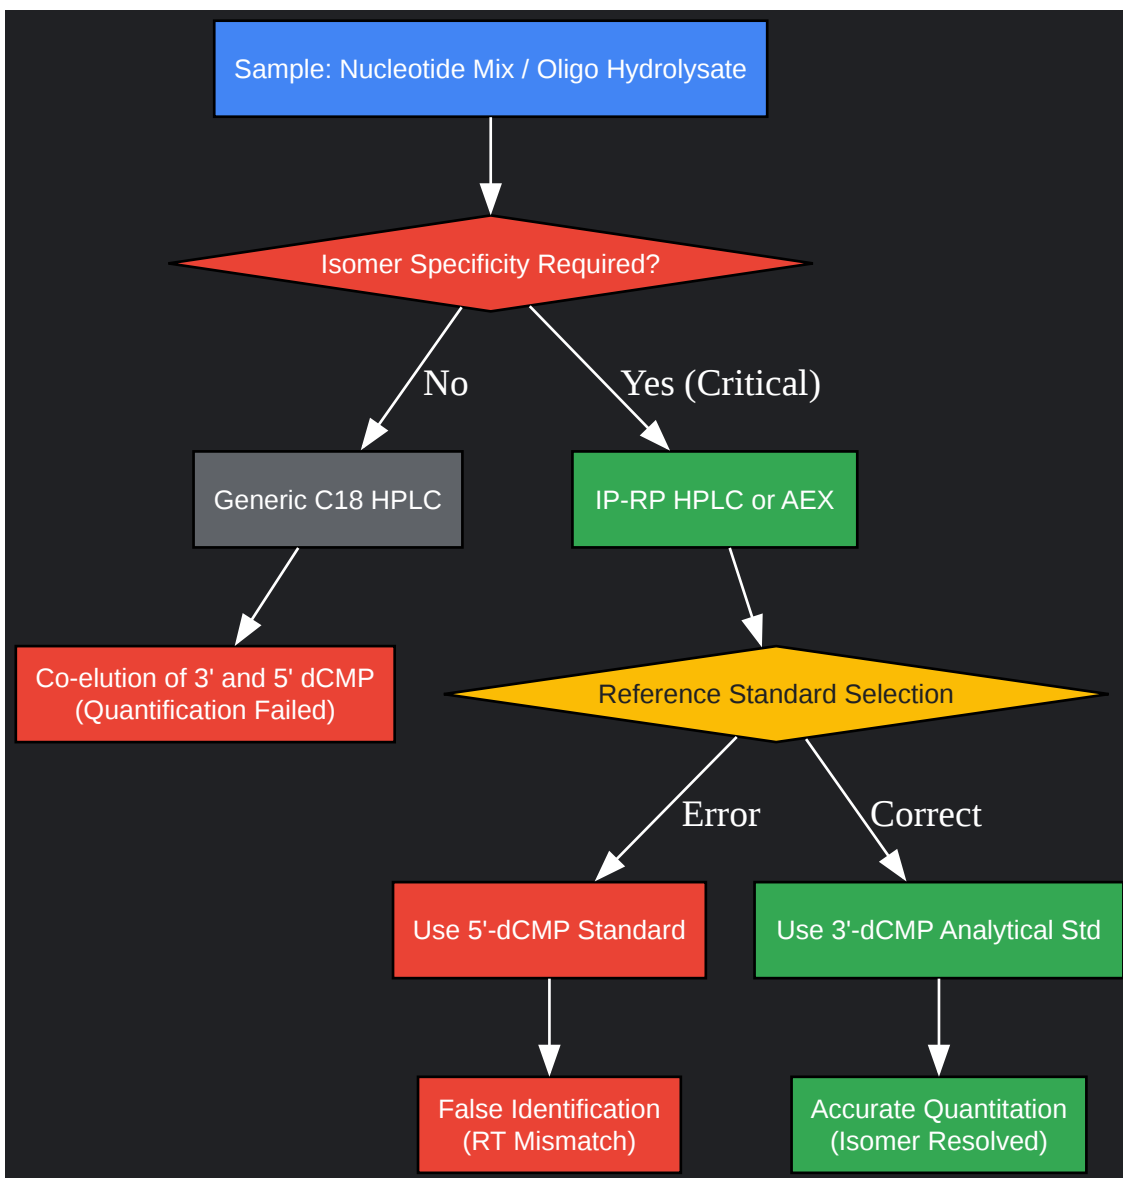 Sample: Nucleotide Mix / Oligo Hydrolysate
Isomer Specificity Required?
No
Yes (Critical)
Generic C18 HPLC
IP-RP HPLC or AEX
Co-elution of 3' and 5' dCMP
(Quantification Failed)
Reference Standard Selection
Error
Correct
Use 5'-dCMP Standard
Use 3'-dCMP Analytical Std
False Identification
(RT Mismatch)
Accurate Quantitation
(Isomer Resolved)